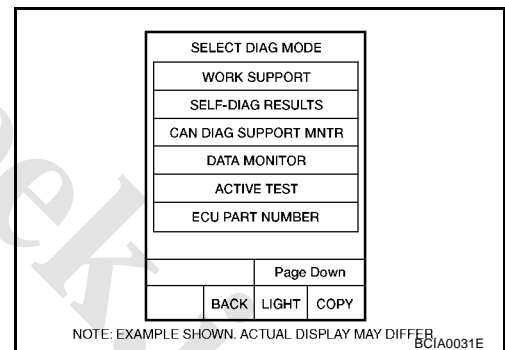 SELECT DIAG MODE
WORK SUPPORT
SELF-DIAG RESULTS
CAN DIAG SUPPORT MNTR
DATA MONITOR
ACTIVE TEST
ECU PART NUMBER
Page Down
BACK LIGHT COPY
NOTE: EXAMPLE SHOWN. ACTUAL DISPLAY MAY DIFFER.
BCIA0031E